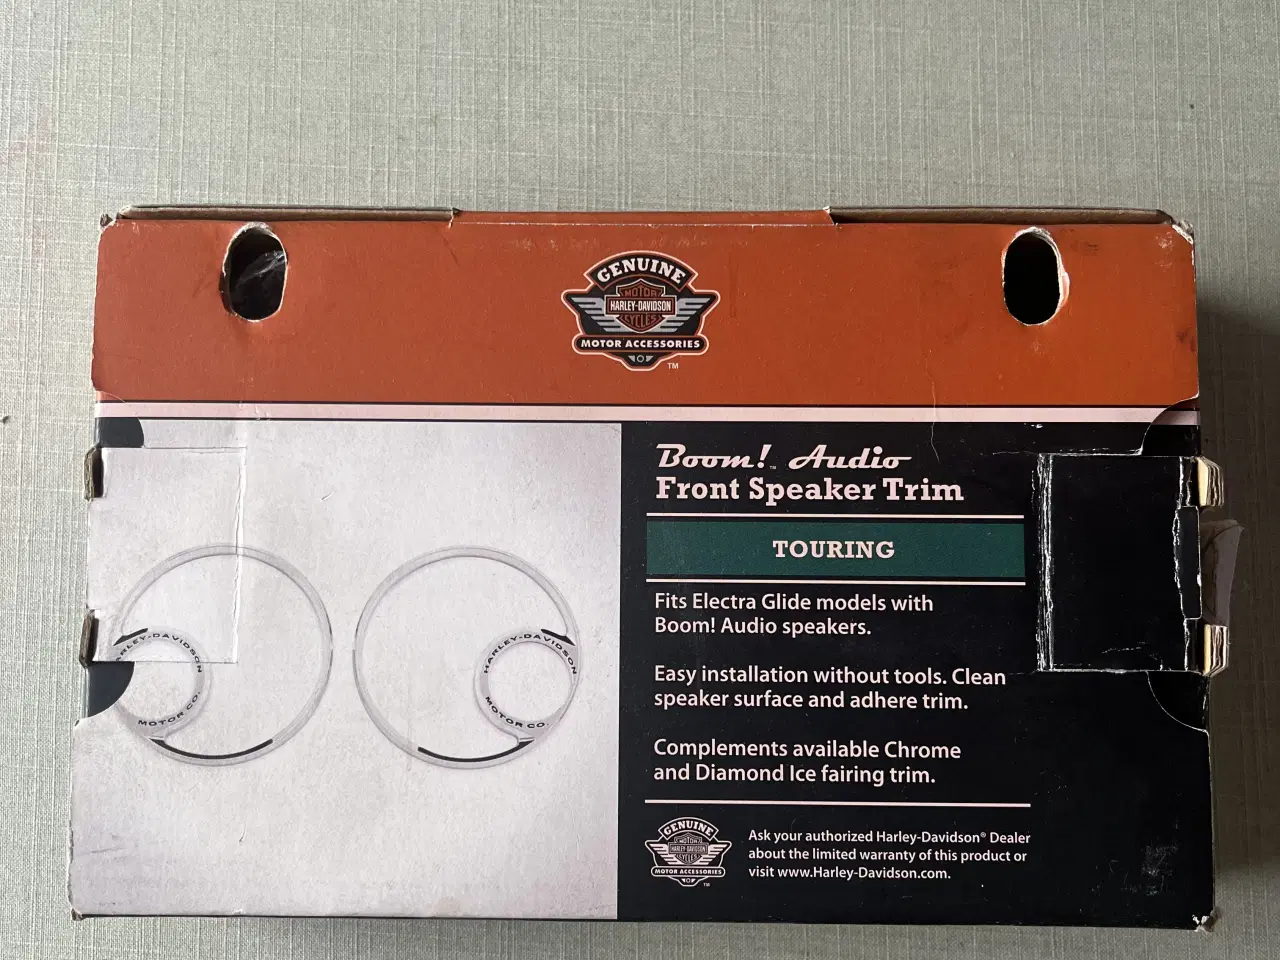 GENUINE
MOTOR
HARLEY-DAVIDSON
CYCLES
MOTOR ACCESSORIES
TM
Boom!™ Audio
Front Speaker Trim
TOURING
Fits Electra Glide models with
Boom! Audio speakers.
Easy installation without tools. Clean
speaker surface and adhere trim.
Complements available Chrome
and Diamond Ice fairing trim.
RLEY-DAVIDSON
MOTOR CO.
HARLEY-DAVIDSON
MOTOR CO.
GENUINE
MOTOR
HARLEY-DAVIDSON
CYCLES
MOTOR ACCESSORIES
TM
Ask your authorized Harley-Davidson® Dealer
about the limited warranty of this product or
visit www.Harley-Davidson.com.